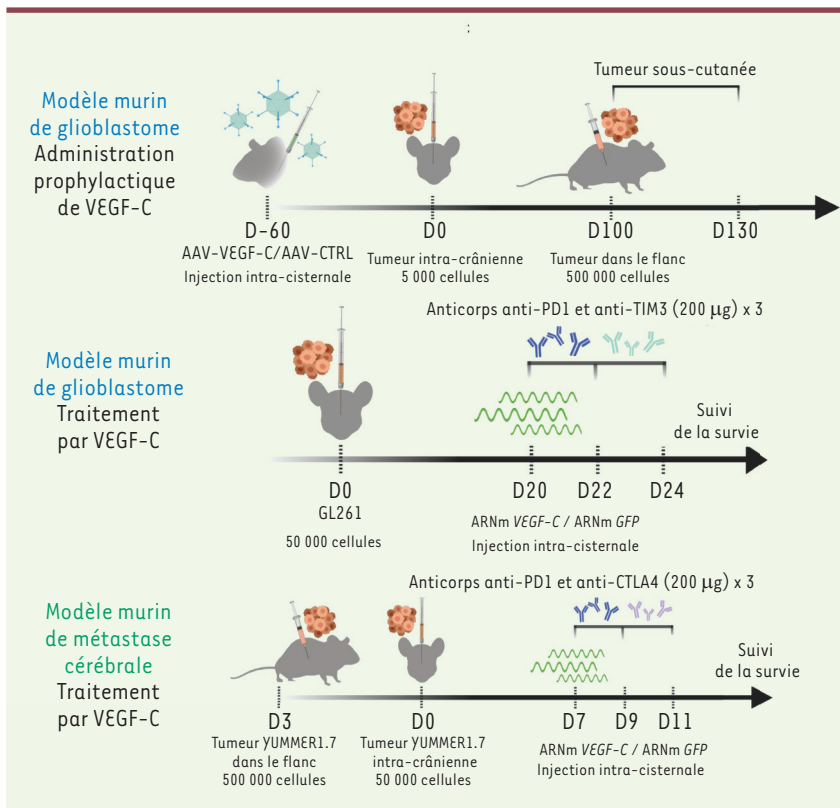 :
Tumeur sous-cutanée
Modèle murin
de glioblastome
Administration
prophylactique
de VEGF-C
D-60
D0
D100
D130
AAV-VEGF-C/AAV-CTRL
Injection intra-cisternale
Tumeur intra-crânienne
5 000 cellules
Tumeur dans le flanc
500 000 cellules
Anticorps anti-PD1 et anti-TIM3 (200 µg) x 3
Modèle murin
de glioblastome
Traitement
par VEGF-C
Suivi
de la survie
D0
GL261
50 000 cellules
D20
D22
D24
ARNm VEGF-C / ARNm GFP
Injection intra-cisternale
Anticorps anti-PD1 et anti-CTLA4 (200 µg) x 3
Modèle murin
de métastase
cérébrale
Traitement
par VEGF-C
Suivi
de la survie
D3
Tumeur YUMMER1.7
dans le flanc
500 000 cellules
D0
Tumeur YUMMER1.7
intra-crânienne
50 000 cellules
D7
D9
D11
ARNm VEGF-C / ARNm GFP
Injection intra-cisternale